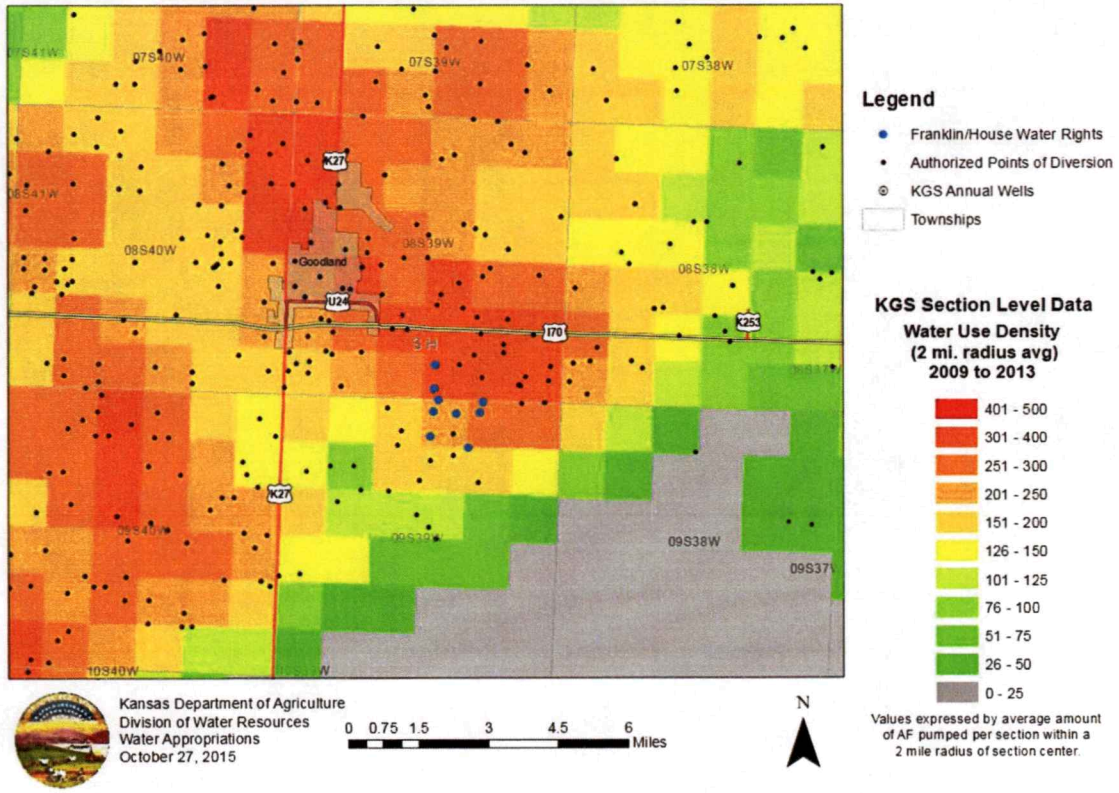 07S41W
07S40W
07S39W
07S38W
K27
08S41W
08S40W
08S39W
08S38W
Goodland
U24
I70
K253
SH
08S37W
K27
09S40W
09S39W
09S38W
09S37
10S40W
Legend
Franklin/House Water Rights
Authorized Points of Diversion
KGS Annual Wells
Townships
KGS Section Level Data
Water Use Density
(2 mi. radius avg)
2009 to 2013
401 - 500
301 - 400
251 - 300
201 - 250
151 - 200
126 - 150
101 - 125
76 - 100
51 - 75
26 - 50
0 - 25
Values expressed by average amount
of AF pumped per section within a
2 mile radius of section center.
Kansas Department of Agriculture
Division of Water Resources
Water Appropriations
October 27, 2015
0 0.75 1.5 3 4.5 6
Miles
N